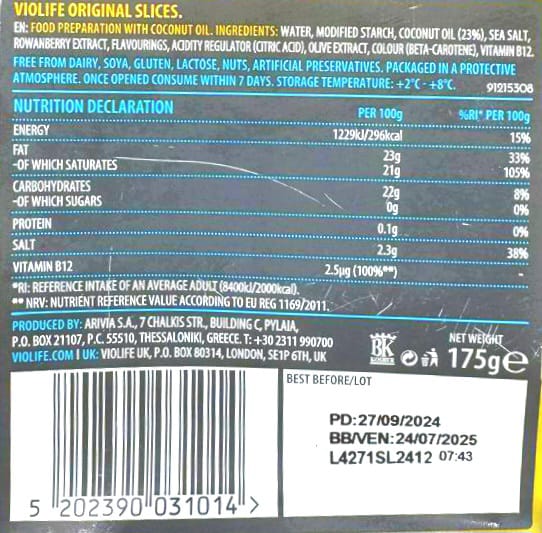 VIOLIFE ORIGINAL SLICES.
EN: FOOD PREPARATION WITH COCONUT OIL. INGREDIENTS: WATER, MODIFIED STARCH, COCONUT OIL (23%), SEA SALT,
ROWANBERRY EXTRACT, FLAVOURINGS, ACIDITY REGULATOR (CITRIC ACID), OLIVE EXTRACT, COLOUR (BETA-CAROTENE), VITAMIN B12.
FREE FROM DAIRY, SOYA, GLUTEN, LACTOSE, NUTS, ARTIFICIAL PRESERVATIVES. PACKAGED IN A PROTECTIVE
ATMOSPHERE. ONCE OPENED CONSUME WITHIN 7 DAYS. STORAGE TEMPERATURE: +2°C - +8°C. 91215308
NUTRITION DECLARATION PER 100g %RI* PER 100g
ENERGY 1229kJ/296kcal 15%
FAT 23g 33%
-OF WHICH SATURATES 21g 105%
CARBOHYDRATES 22g 8%
-OF WHICH SUGARS 0g 0%
PROTEIN 0.1g 0%
SALT 2.3g 38%
VITAMIN B12 2.5µg (100%**) -
*RI: REFERENCE INTAKE OF AN AVERAGE ADULT (8400kJ/2000kcal).
** NRV: NUTRIENT REFERENCE VALUE ACCORDING TO EU REG 1169/2011.
PRODUCED BY: ARIVIA S.A., 7 CHALKIS STR., BUILDING C, PYLAIA,
P.O. BOX 21107, P.C. 55510, THESSALONIKI, GREECE. T: +30 2311 990700
VIOLIFE.COM | UK: VIOLIFE UK, P.O. BOX 80314, LONDON, SE1P 6TH, UK
BK
NET WEIGHT
175g e
BEST BEFORE/LOT
PD:27/09/2024
BB/VEN:24/07/2025
L4271SL2412 07:43
5 202390 031014 >